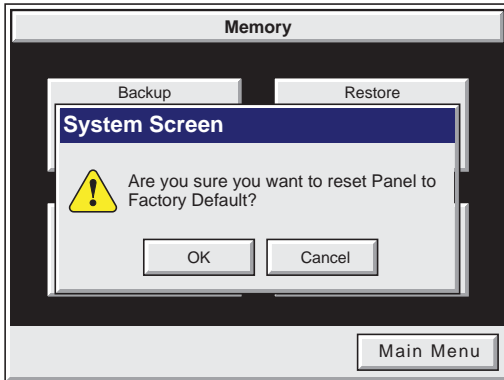 Memory
Backup Restore
System Screen
Are you sure you want to reset Panel to
Factory Default?
OK Cancel
Main Menu